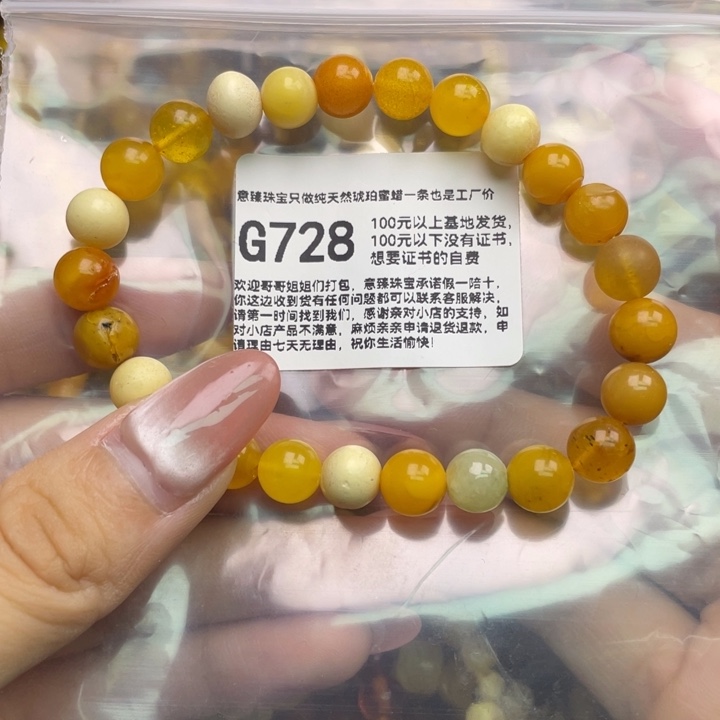 意臻珠宝只做纯天然琥珀蜜蜡一条也是工厂价
G728
100元以上基地发货,
100元以下没有证书,
想要证书的自费
欢迎哥哥姐姐们打包，意臻珠宝承诺假一陪十,
你这边收到货有任何问题都可以联系客服解决,
请第一时间找到我们，感谢亲对小店的支持，如
对小店产品不满意，麻烦亲亲申请退货退款，申
请理由七天无理由，祝你生活愉快！